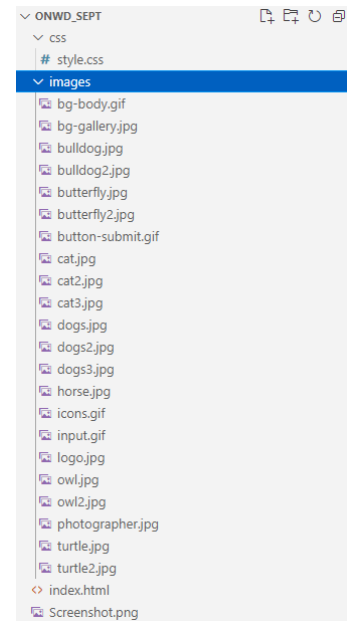 ONWD_SEPT
css
# style.css
images
bg-body.gif
bg-gallery.jpg
bulldog.jpg
bulldog2.jpg
butterfly.jpg
butterfly2.jpg
button-submit.gif
cat.jpg
cat2.jpg
cat3.jpg
dogs.jpg
dogs2.jpg
dogs3.jpg
horse.jpg
icons.gif
input.gif
logo.jpg
owl.jpg
owl2.jpg
photographer.jpg
turtle.jpg
turtle2.jpg
<> index.html
Screenshot.png